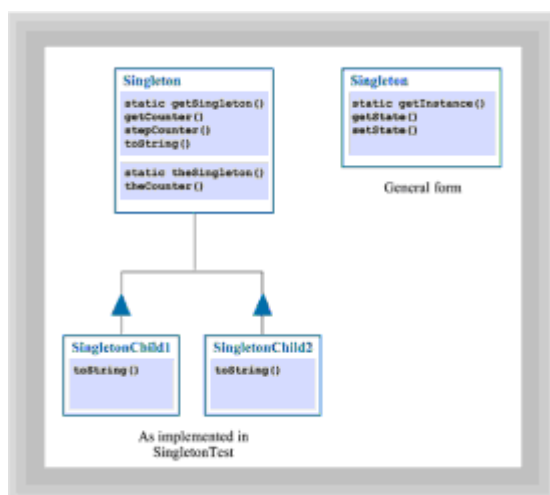 Singleton
static getSingleton()
getCounter()
stepCounter()
toString()
static theSingleton()
theCounter()
Singleton
static getInstance()
getState()
setState()
General form
SingletonChild1
toString()
SingletonChild2
toString()
As implemented in
SingletonTest